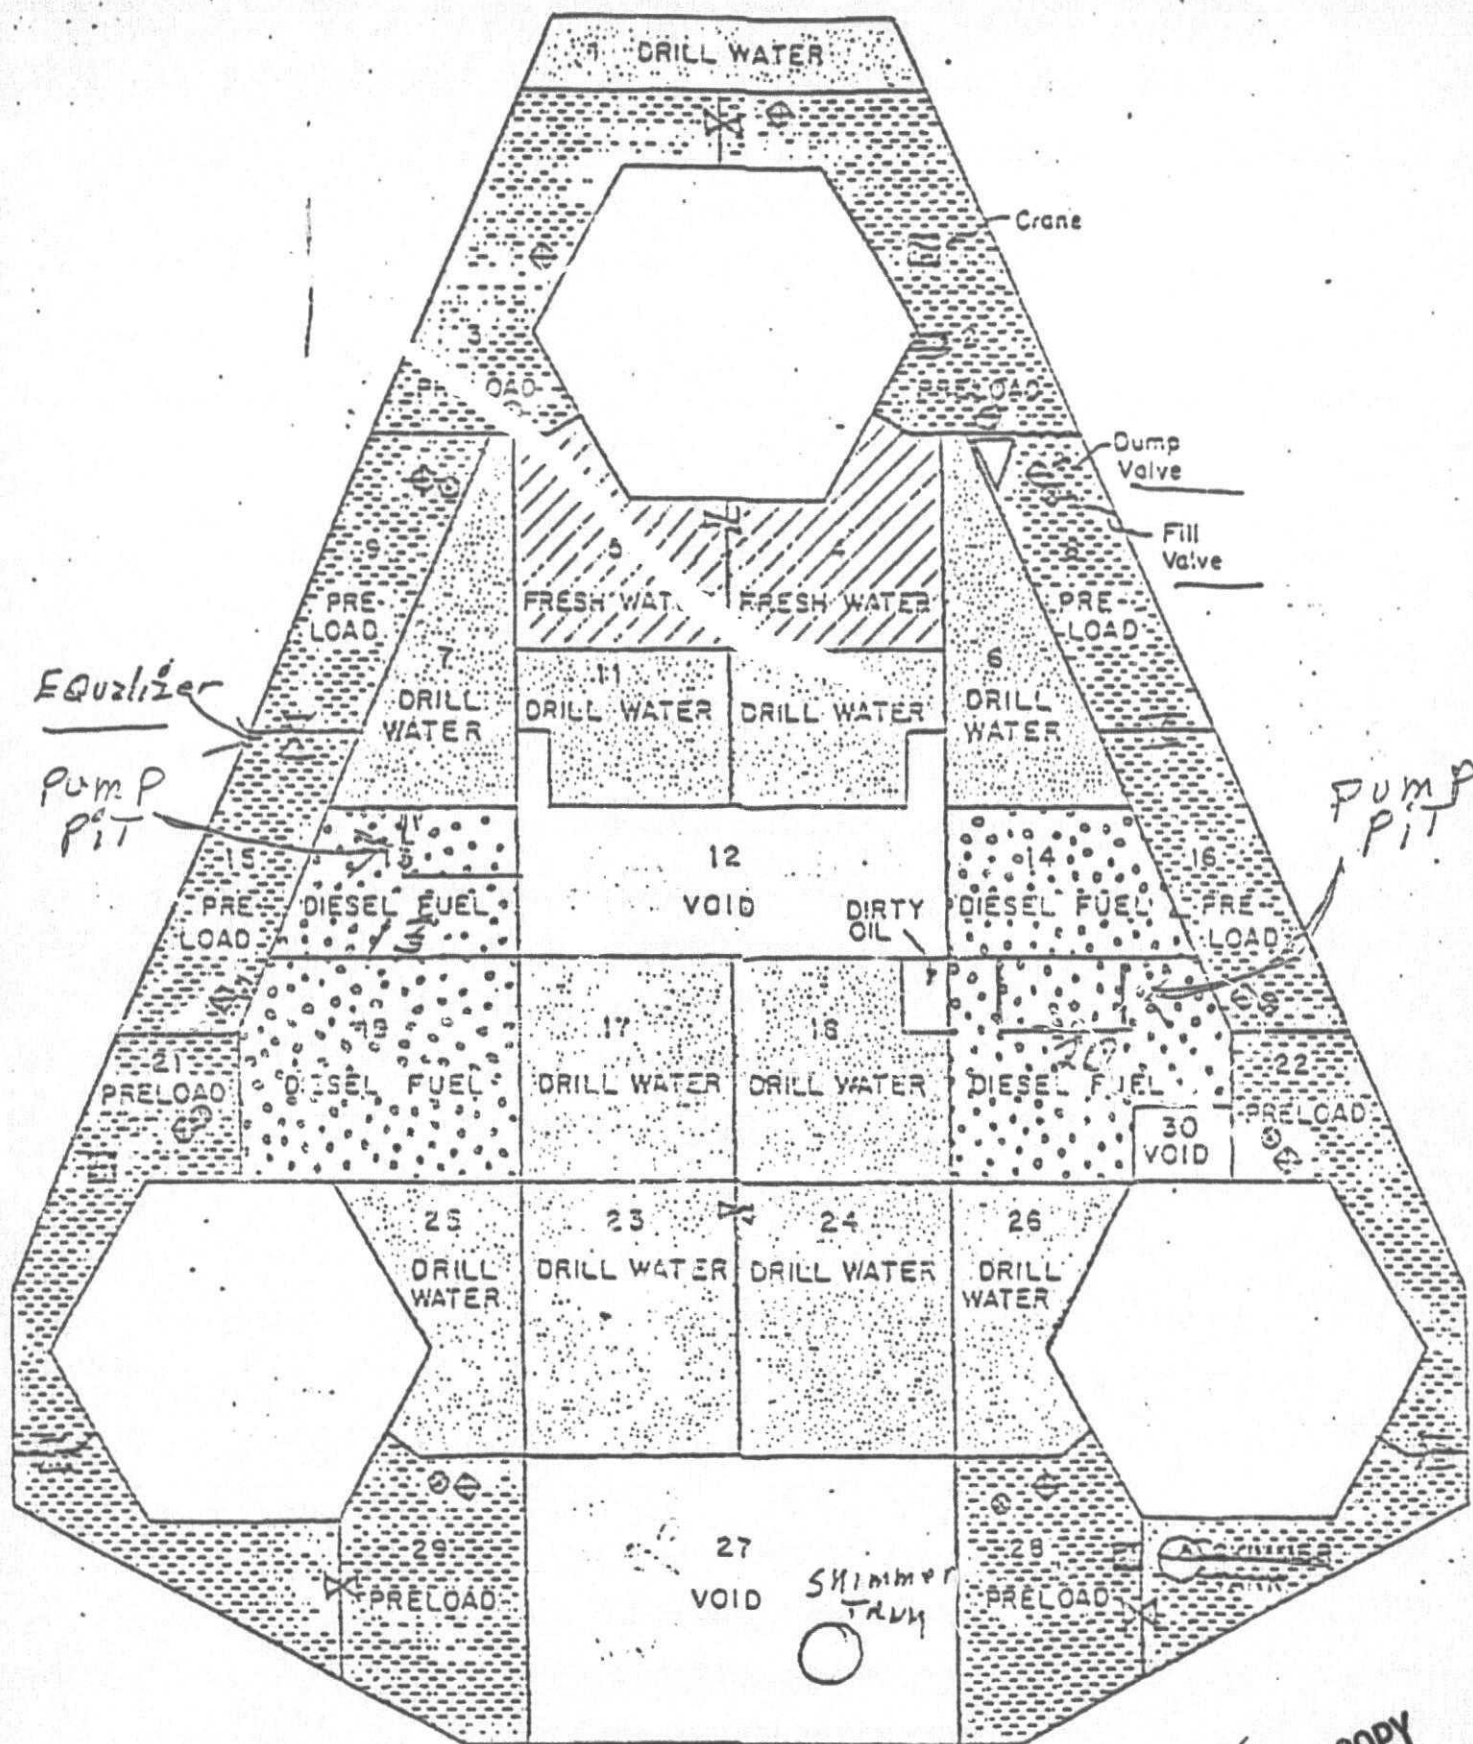 DRILL WATER
Crane
3
2
PRELOAD
Dump
Valve
Fill
Valve
9
5
8
FRESH WATER
PRE-
LOAD
PRE-
LOAD
7
11
6
DRILL
WATER
DRILL WATER
DRILL WATER
DRILL
WATER
EQualizer
PUMP
PIT
PUMP
PIT
15
12
14
16
PRE-
LOAD
DIESEL FUEL
VOID
DIRTY
OIL
DIESEL FUEL
PRE-
LOAD
17
18
20
21
PRELOAD
DIESEL FUEL
DRILL WATER
DRILL WATER
DIESEL FUEL
22
PRELOAD
30
VOID
25
23
24
26
DRILL
WATER
DRILL WATER
DRILL WATER
DRILL
WATER
29
27
28
PRELOAD
VOID
PRELOAD
SKimmer
TANK
COPY